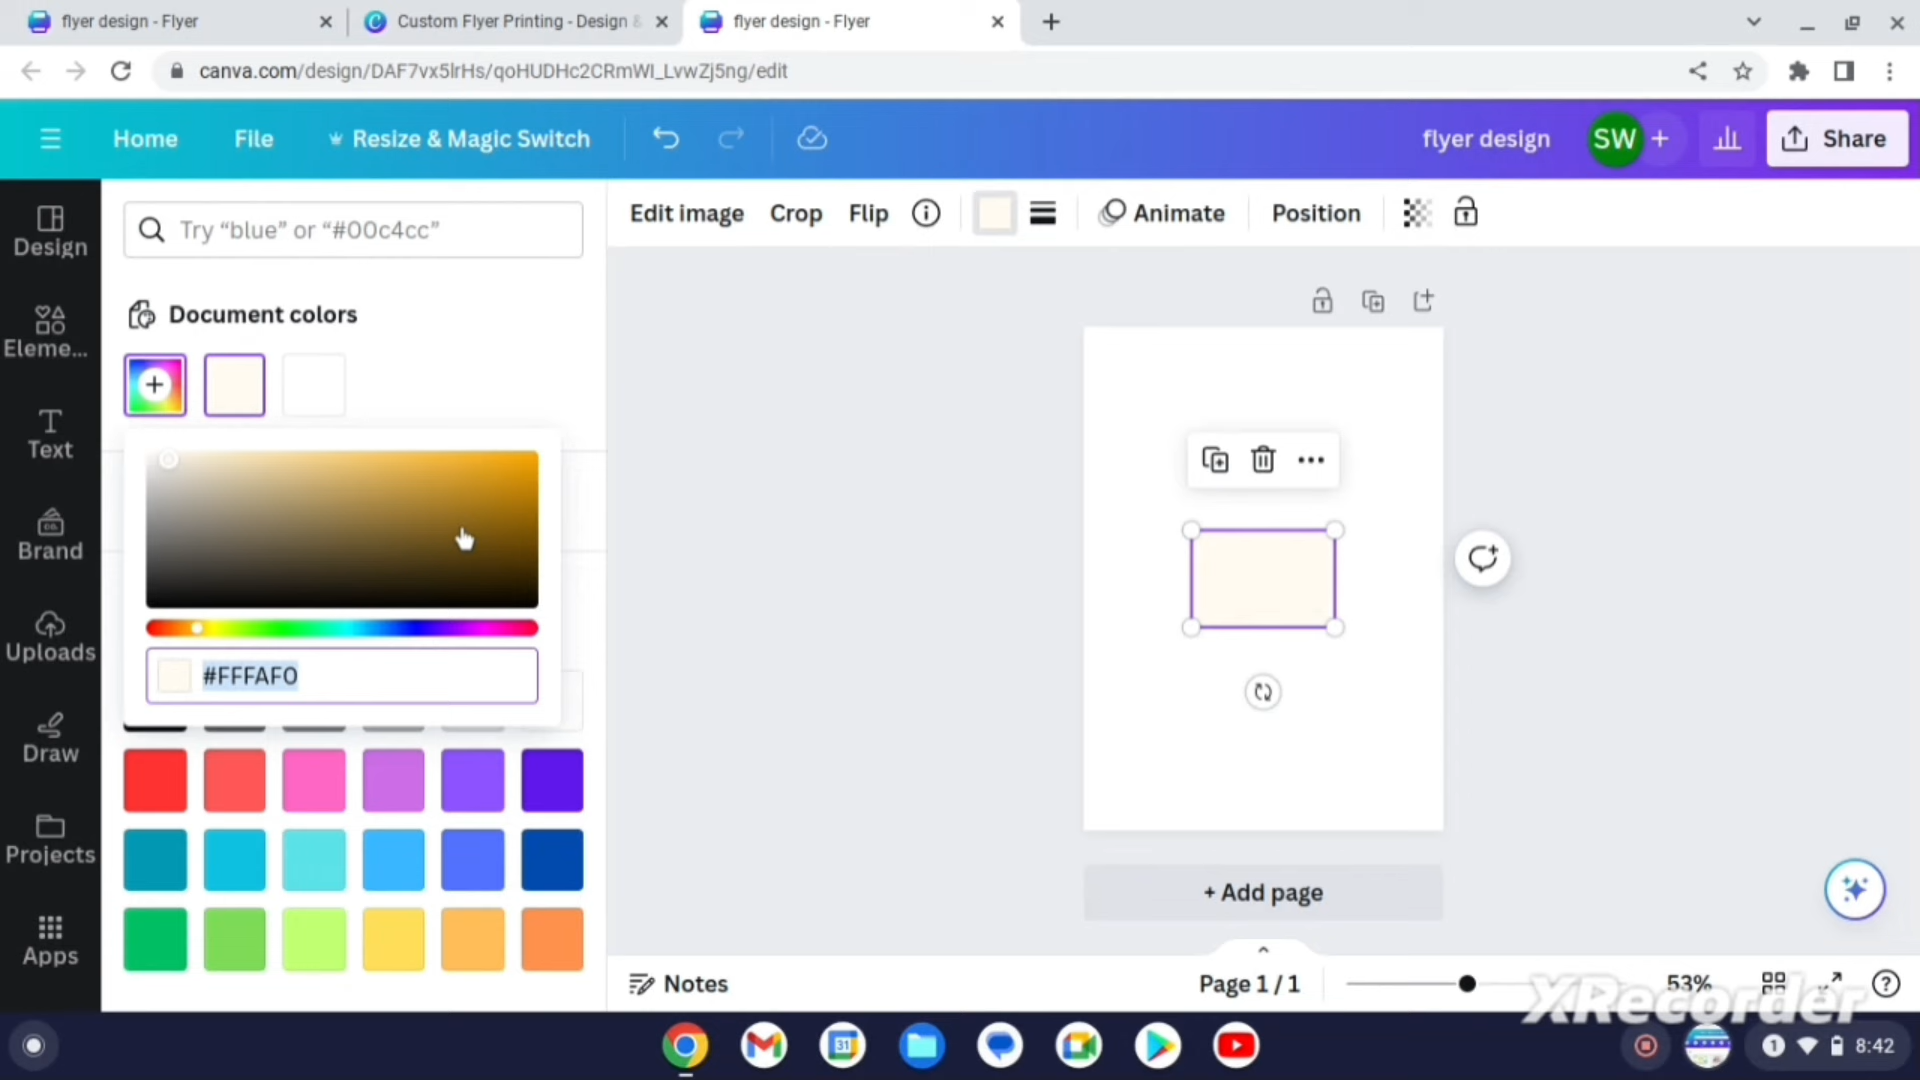 flyer design - Flyer
Custom Flyer Printing - Design &
flyer design - Flyer
canva.com/design/DAF7vx5lrHs/qoHUDHc2CRmWI_LvwZj5ng/edit
Home
File
Resize & Magic Switch
flyer design
SW
Share
Design
Try “blue” or “#00c4cc”
Edit image
Crop
Flip
Animate
Position
Document colors
Eleme...
Text
Brand
Uploads
#FFFAF0
Draw
Projects
Apps
+ Add page
Notes
Page 1 / 1
53%
XRecorder
31
1
8:42